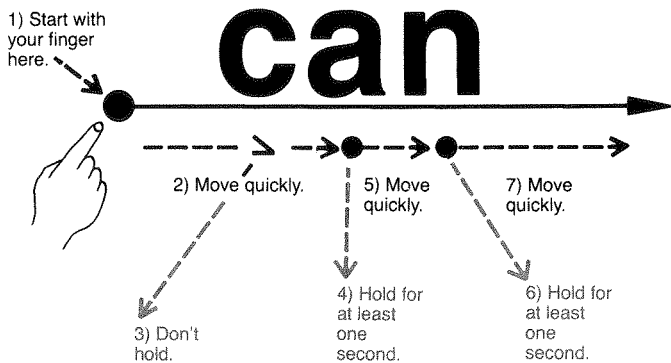 can
1) Start with
your finger
here.
2) Move quickly.
3) Don't
hold.
4) Hold for
at least
one
second.
5) Move
quickly.
6) Hold for
at least
one
second.
7) Move
quickly.